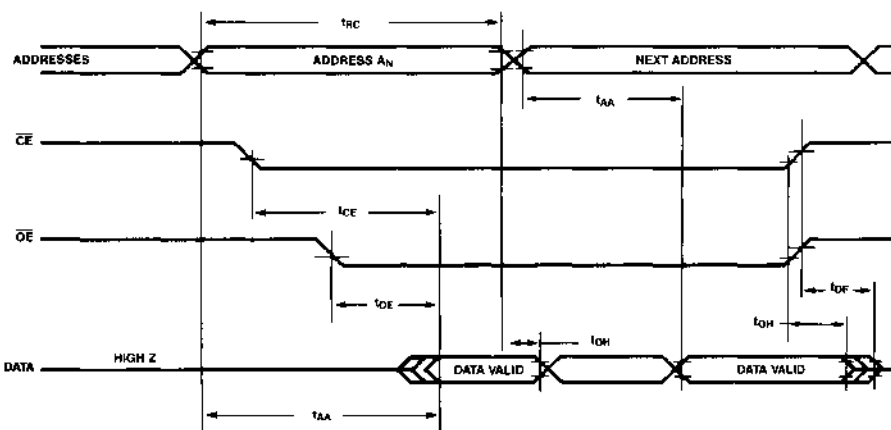 tRC
ADDRESSES
ADDRESS AN
NEXT ADDRESS
tAA
CE
tCE
OE
tOE
tDF
tOH
tOH
DATA
HIGH Z
DATA VALID
DATA VALID
tAA